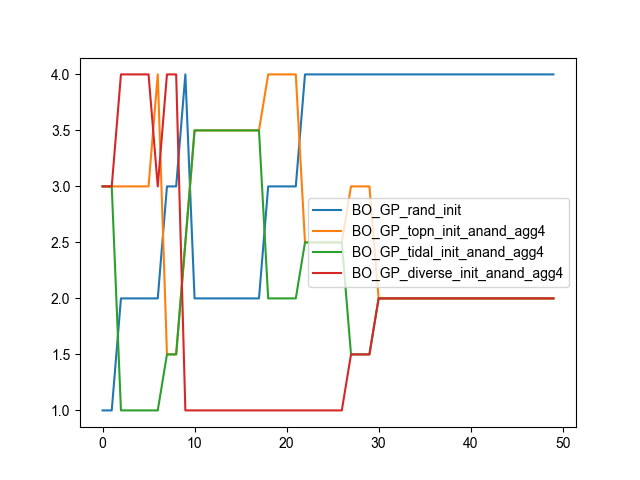 4.0
3.5
3.0
2.5
2.0
1.5
1.0
BO_GP_rand_init
BO_GP_topn_init_anand_agg4
BO_GP_tidal_init_anand_agg4
BO_GP_diverse_init_anand_agg4
0 10 20 30 40 50